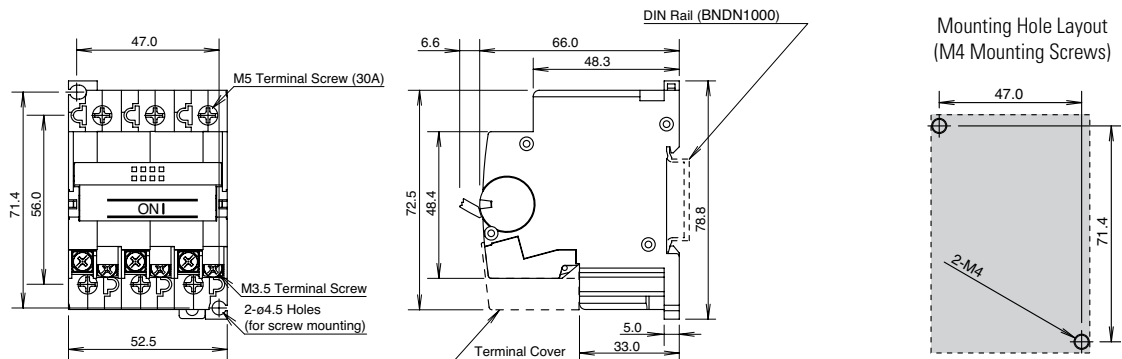 47.0
M5 Terminal Screw (30A)
71.4
56.0
ON I
M3.5 Terminal Screw
2-ø4.5 Holes
(for screw mounting)
52.5
DIN Rail (BNDN1000)
6.6
66.0
48.3
72.5
48.4
78.8
5.0
Terminal Cover
33.0
Mounting Hole Layout
(M4 Mounting Screws)
47.0
71.4
2-M4